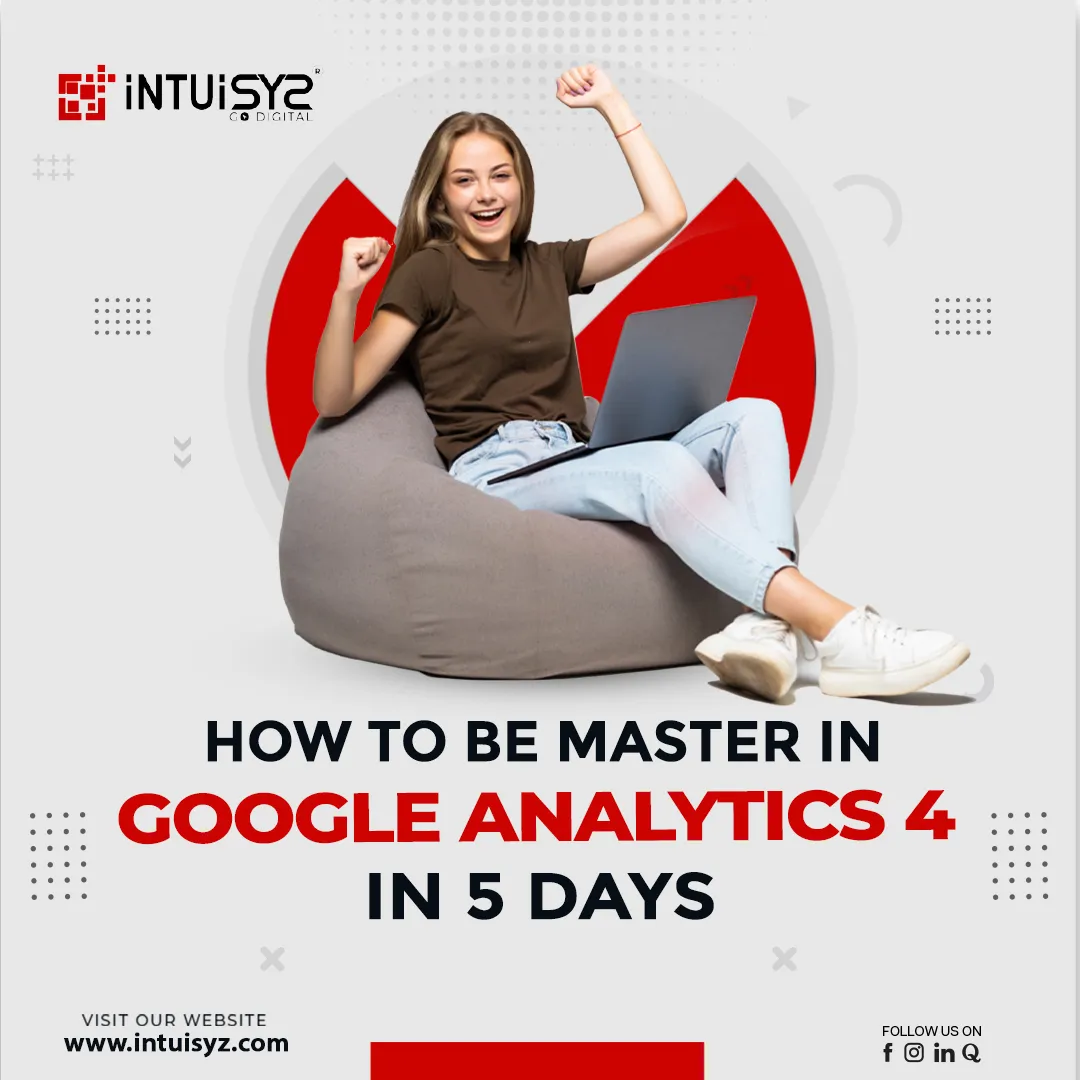 iNTUiSYZ®
GO DIGITAL
HOW TO BE MASTER IN
GOOGLE ANALYTICS 4
IN 5 DAYS
VISIT OUR WEBSITE
www.intuisyz.com
FOLLOW US ON